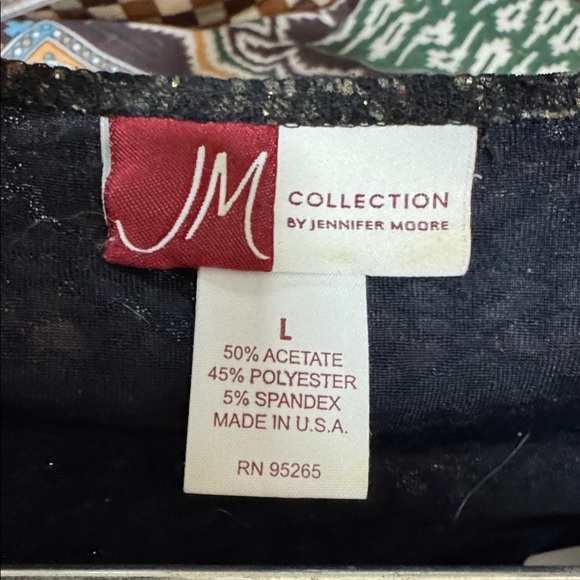 JM
COLLECTION
BY JENNIFER MOORE
L
50% ACETATE
45% POLYESTER
5% SPANDEX
MADE IN U.S.A.
RN 95265